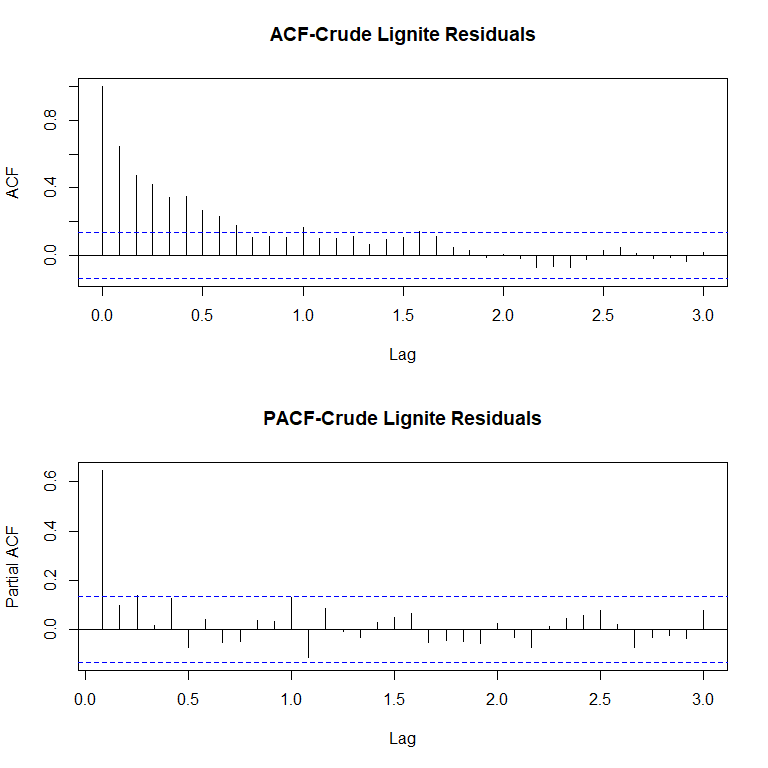 ACF-Crude Lignite Residuals
ACF
0.0 0.4 0.8
0.0 0.5 1.0 1.5 2.0 2.5 3.0
Lag
PACF-Crude Lignite Residuals
Partial ACF
0.0 0.2 0.4 0.6
0.0 0.5 1.0 1.5 2.0 2.5 3.0
Lag